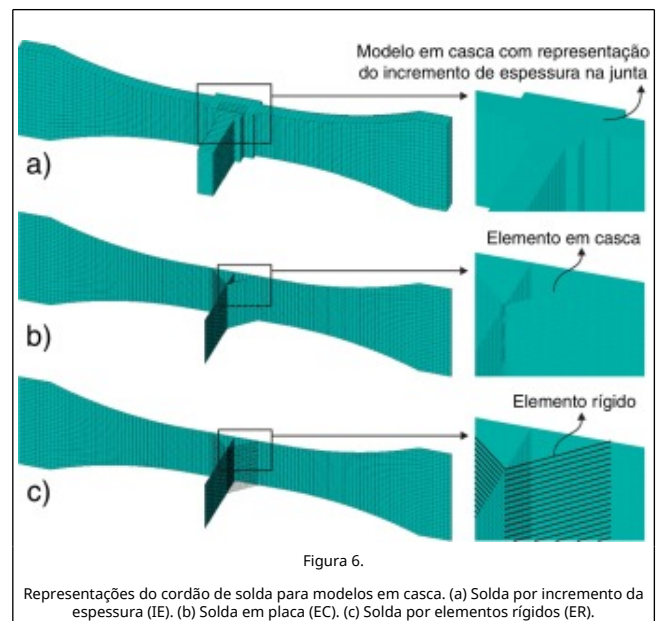 Modelo em casca com representação
do incremento de espessura na junta
a)
Elemento em casca
b)
Elemento rígido
c)
Figura 6.
Representações do cordão de solda para modelos em casca. (a) Solda por incremento da
espessura (IE). (b) Solda em placa (EC). (c) Solda por elementos rígidos (ER).